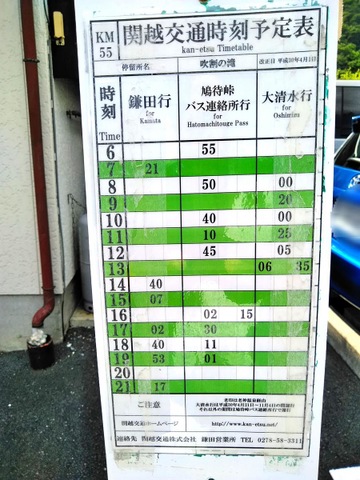 KM 55
関越交通時刻予定表
kan-etsu Timetable
停留所名 吹割の滝 改正日 平成30年4月1日
時刻 Time
鎌田行 for Kamata
鳩待峠 バス連絡所行 for Hatomachitouge Pass
大清水行 for Oshimizu
6 55
7 21
8 50 00
9 20
10 40 00
11 10 25
12 45 05
13 06 35
14 40
15 07
16 02 15
17 02 30
18 40 11
19 53 01
20
21 17
ご注意
関越交通ホームページ http://www.kan-etsu.net/
連絡先 関越交通株式会社 鎌田営業所 TEL 0278-58-3311